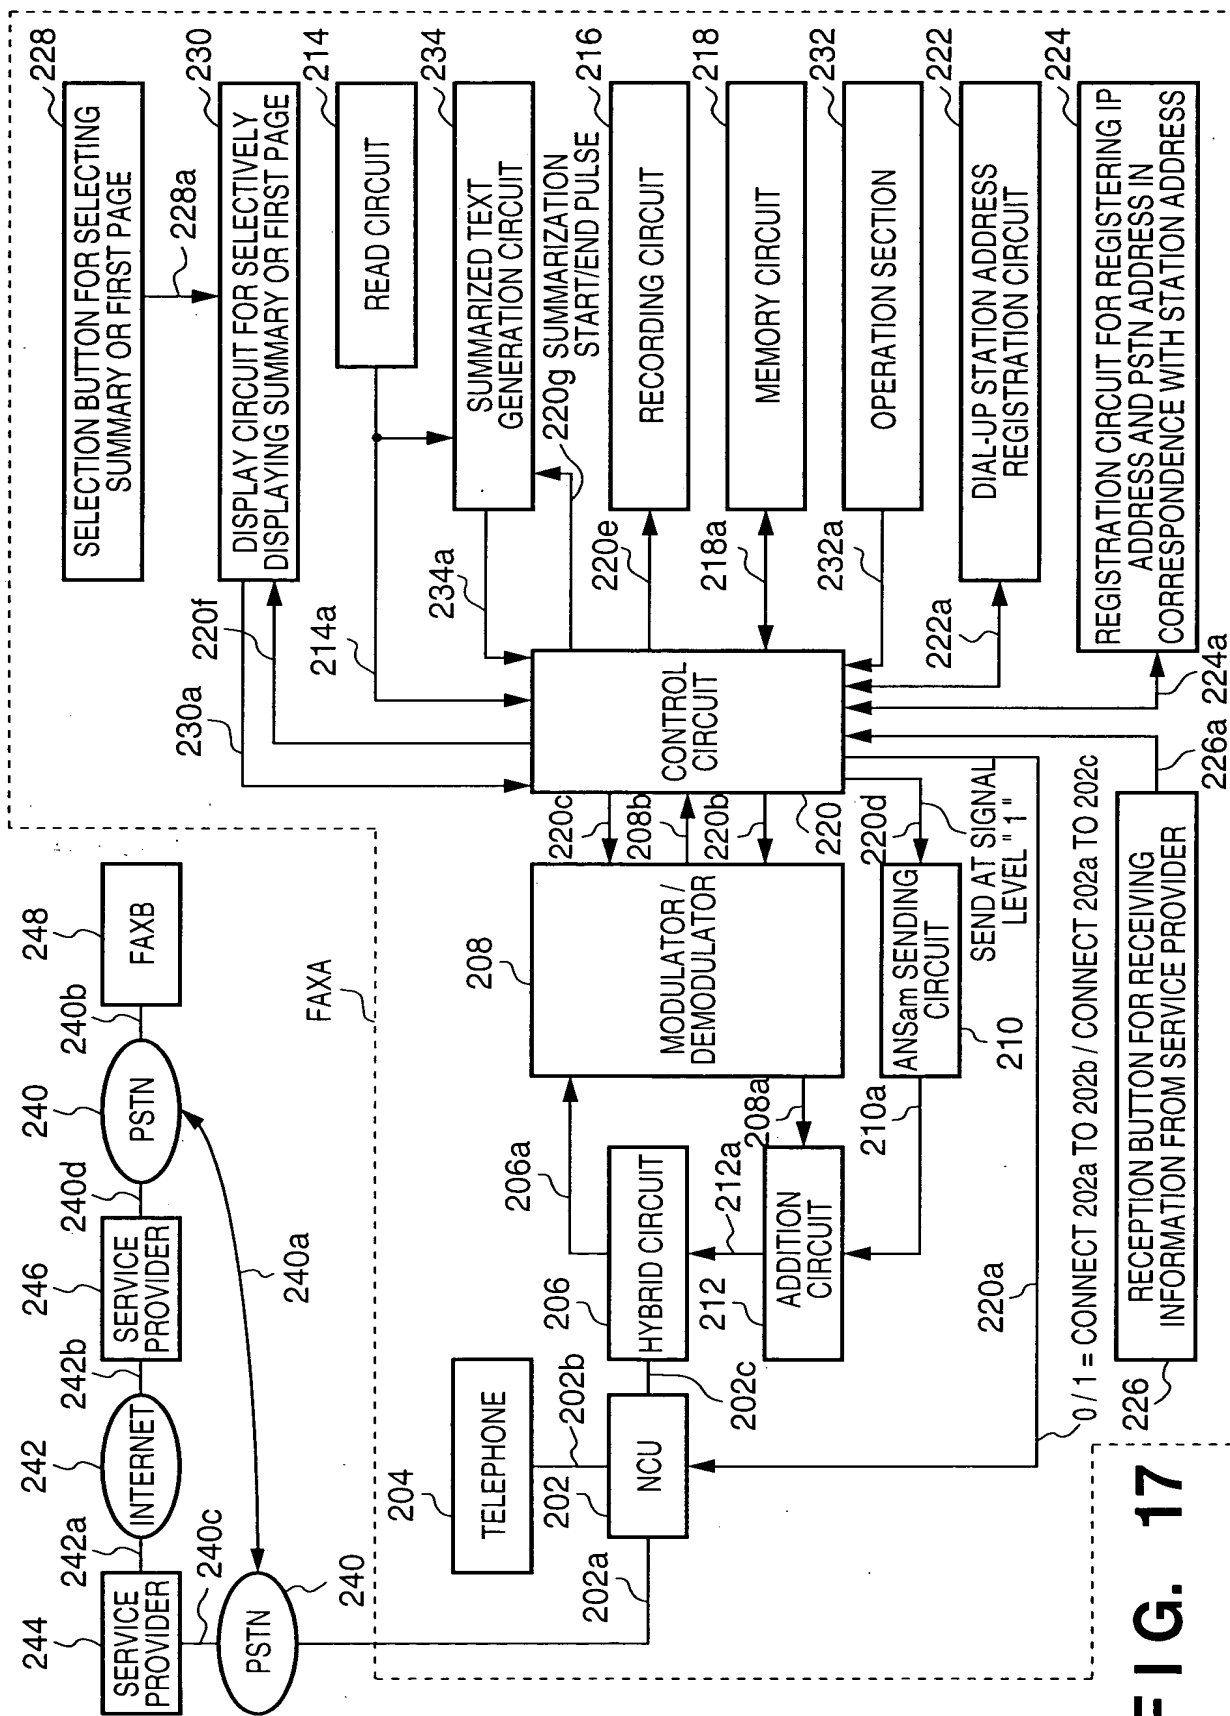 228
SELECTION BUTTON FOR SELECTING
SUMMARY OR FIRST PAGE
228a
230
DISPLAY CIRCUIT FOR SELECTIVELY
DISPLAYING SUMMARY OR FIRST PAGE
230a
220f
214
READ CIRCUIT
214a
234
SUMMARIZED TEXT
GENERATION CIRCUIT
234a
220g SUMMARIZATION
START/END PULSE
216
RECORDING CIRCUIT
220e
218
MEMORY CIRCUIT
218a
232
OPERATION SECTION
232a
222
DIAL-UP STATION ADDRESS
REGISTRATION CIRCUIT
222a
224
REGISTRATION CIRCUIT FOR REGISTERING IP
ADDRESS AND PSTN ADDRESS IN
CORRESPONDENCE WITH STATION ADDRESS
224a
226a
CONTROL
CIRCUIT
220
220c
208b
220b
220d
SEND AT SIGNAL
LEVEL "1"
208
MODULATOR /
DEMODULATOR
ANSam SENDING
CIRCUIT
210
210a
208a
206a
212a
206
HYBRID CIRCUIT
212
ADDITION
CIRCUIT
220a
0 / 1 = CONNECT 202a TO 202b / CONNECT 202a TO 202c
RECEPTION BUTTON FOR RECEIVING
INFORMATION FROM SERVICE PROVIDER
226
204
TELEPHONE
202b
202c
202
NCU
202a
FAXA
248
FAXB
240b
240
PSTN
240d
246
SERVICE
PROVIDER
240a
242b
242
INTERNET
242a
244
SERVICE
PROVIDER
240c
PSTN
240
FIG. 17